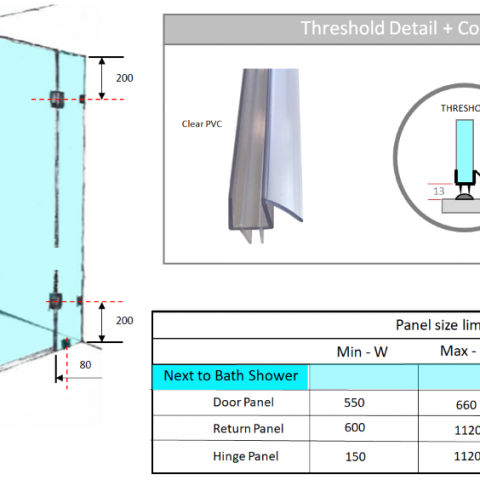 Threshold Detail + Co
200
Clear PVC
THRESHO
13
200
80
Panel size lim
Min - W Max -
Next to Bath Shower
Door Panel 550 660
Return Panel 600 1120
Hinge Panel 150 1120